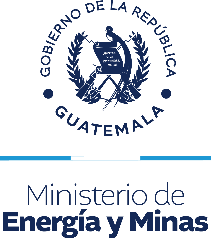 GOBIERNO DE LA REPÚBLICA
GUATEMALA
Ministerio de
Energía y Minas